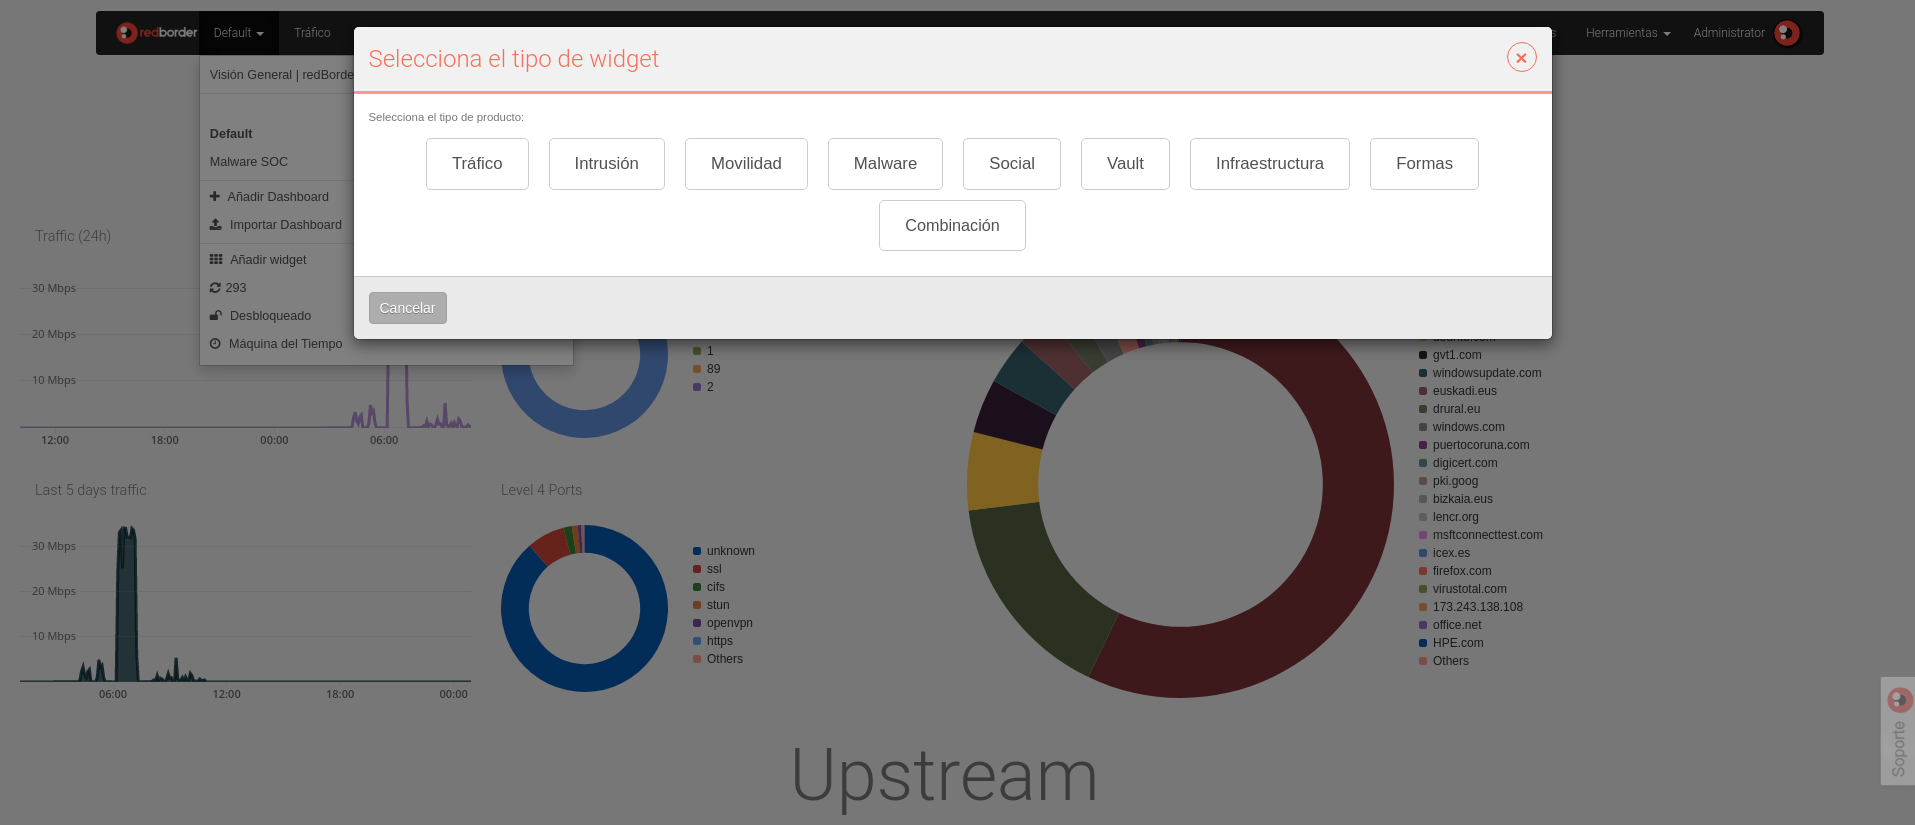 redborder
Default
Tráfico
s
Herramientas
Administrator
Selecciona el tipo de widget
Selecciona el tipo de producto:
Tráfico
Intrusión
Movilidad
Malware
Social
Vault
Infraestructura
Formas
Combinación
Cancelar
Visión General | redBorde
Default
Malware SOC
Añadir Dashboard
Importar Dashboard
Añadir widget
293
Desbloqueado
Máquina del Tiempo
Traffic (24h)
30 Mbps
20 Mbps
10 Mbps
12:00
18:00
00:00
06:00
1
89
2
ubuntu.com
gvt1.com
windowsupdate.com
euskadi.eus
drural.eu
windows.com
puertocoruna.com
digicert.com
pki.goog
bizkaia.eus
lencr.org
msftconnecttest.com
icex.es
firefox.com
virustotal.com
173.243.138.108
office.net
HPE.com
Others
Last 5 days traffic
30 Mbps
20 Mbps
10 Mbps
06:00
12:00
18:00
00:00
Level 4 Ports
unknown
ssl
cifs
stun
openvpn
https
Others
Soporte
Upstream